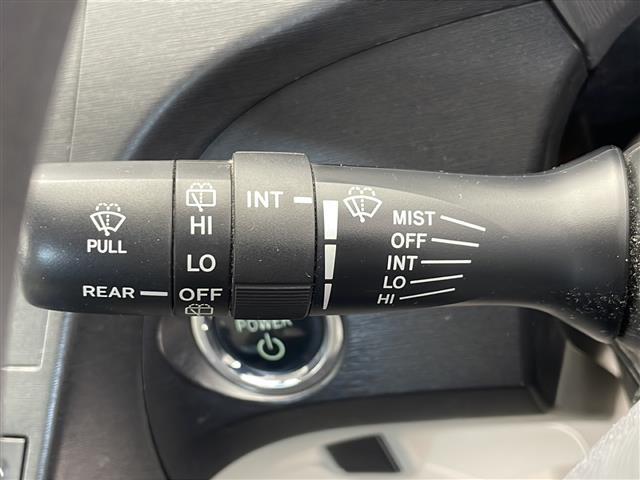 PULL
REAR
HI
LO
OFF
INT
MIST
OFF
INT
LO
HI
POWER